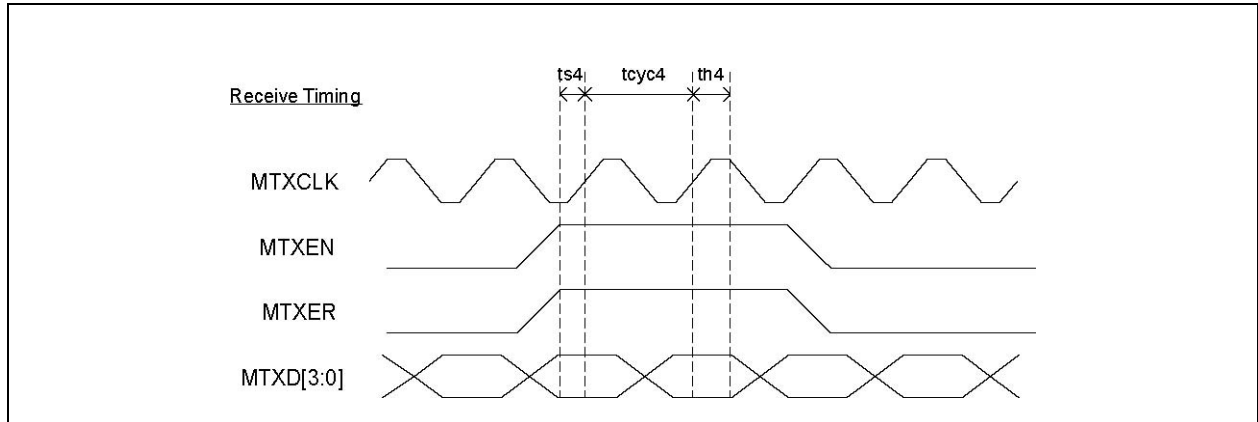 ts4 tcyc4 th4
Receive Timing
MTXCLK
MTXEN
MTXER
MTXD[3:0]